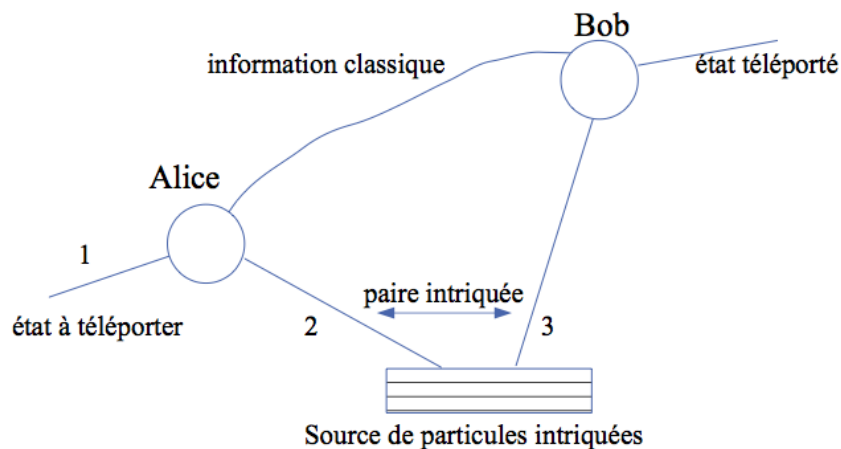 Bob
information classique
état téléporté
Alice
1
paire intriquée
état à téléporter
2
3
Source de particules intriquées